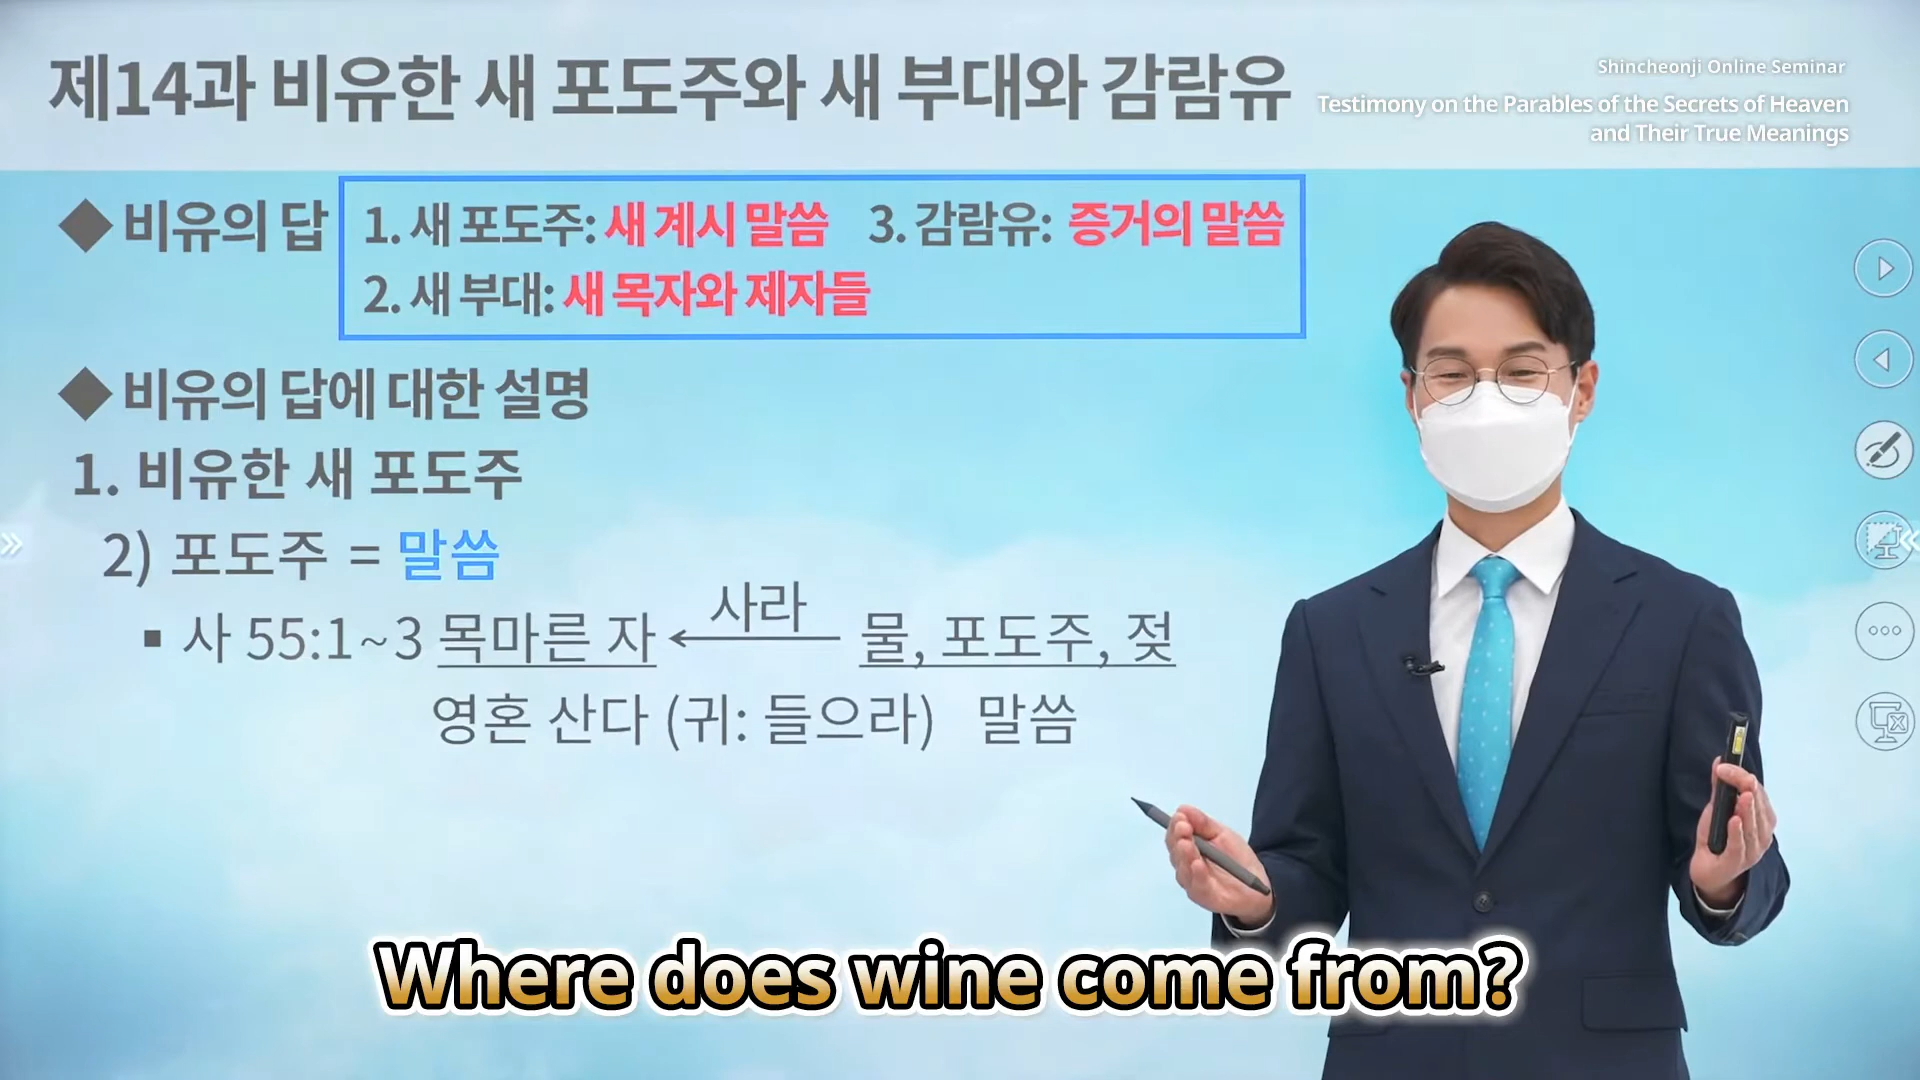 제14과 비유한 새 포도주와 새 부대와 감람유
Shincheonji Online Seminar
Testimony on the Parables of the Secrets of Heaven
and Their True Meanings
◆ 비유의 답
1. 새 포도주: 새 계시 말씀 3. 감람유: 증거의 말씀
2. 새 부대: 새 목자와 제자들
◆ 비유의 답에 대한 설명
1. 비유한 새 포도주
2) 포도주 = 말씀
사라
▪ 사 55:1~3 목마른 자 ← 물, 포도주, 젖
영혼 산다 (귀: 들으라) 말씀
Where does wine come from?